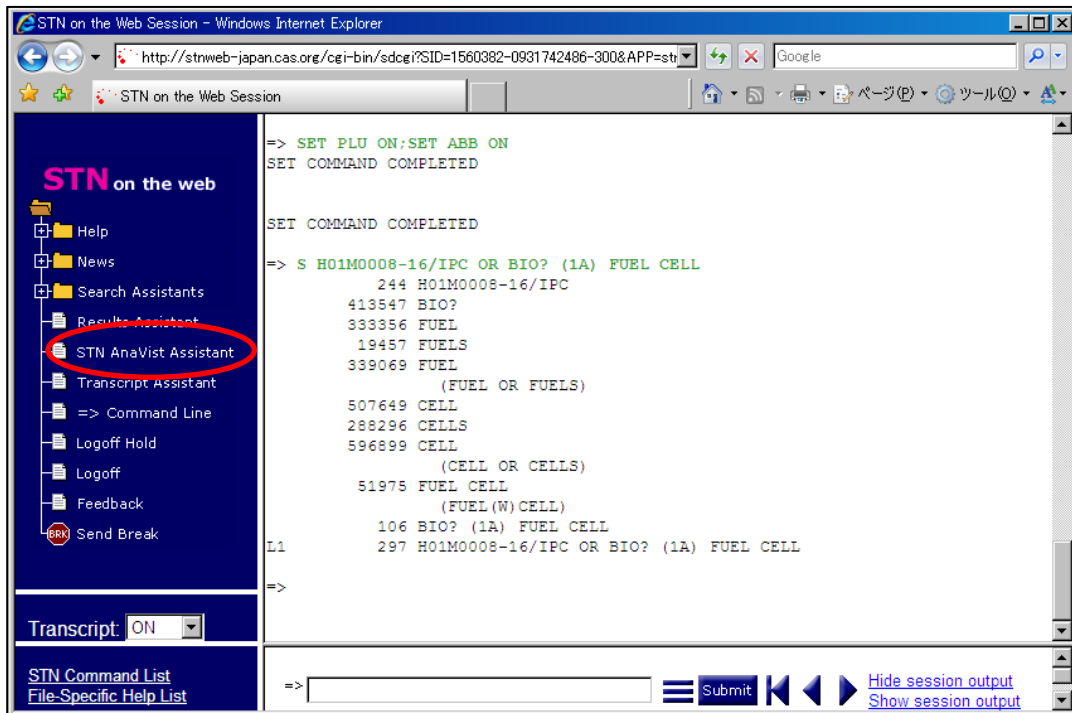 STN on the Web Session - Windows Internet Explorer
http://stnweb-japan.cas.org/cgi-bin/sdcgi?SID=1560382-0931742486-300&APP=str
Google
STN on the Web Session
ページ(P)
ツール(O)
STN on the web
Help
News
Search Assistants
Results Assistant
STN AnaVist Assistant
Transcript Assistant
=> Command Line
Logoff Hold
Logoff
Feedback
BRK Send Break
Transcript: ON
STN Command List
File-Specific Help List
=> SET PLU ON;SET ABB ON
SET COMMAND COMPLETED
SET COMMAND COMPLETED
=> S H01M0008-16/IPC OR BIO? (1A) FUEL CELL
244 H01M0008-16/IPC
413547 BIO?
333356 FUEL
19457 FUELS
339069 FUEL
(FUEL OR FUELS)
507649 CELL
288296 CELLS
596899 CELL
(CELL OR CELLS)
51975 FUEL CELL
(FUEL(W)CELL)
106 BIO? (1A) FUEL CELL
L1 297 H01M0008-16/IPC OR BIO? (1A) FUEL CELL
=>
=>
Submit
Hide session output
Show session output